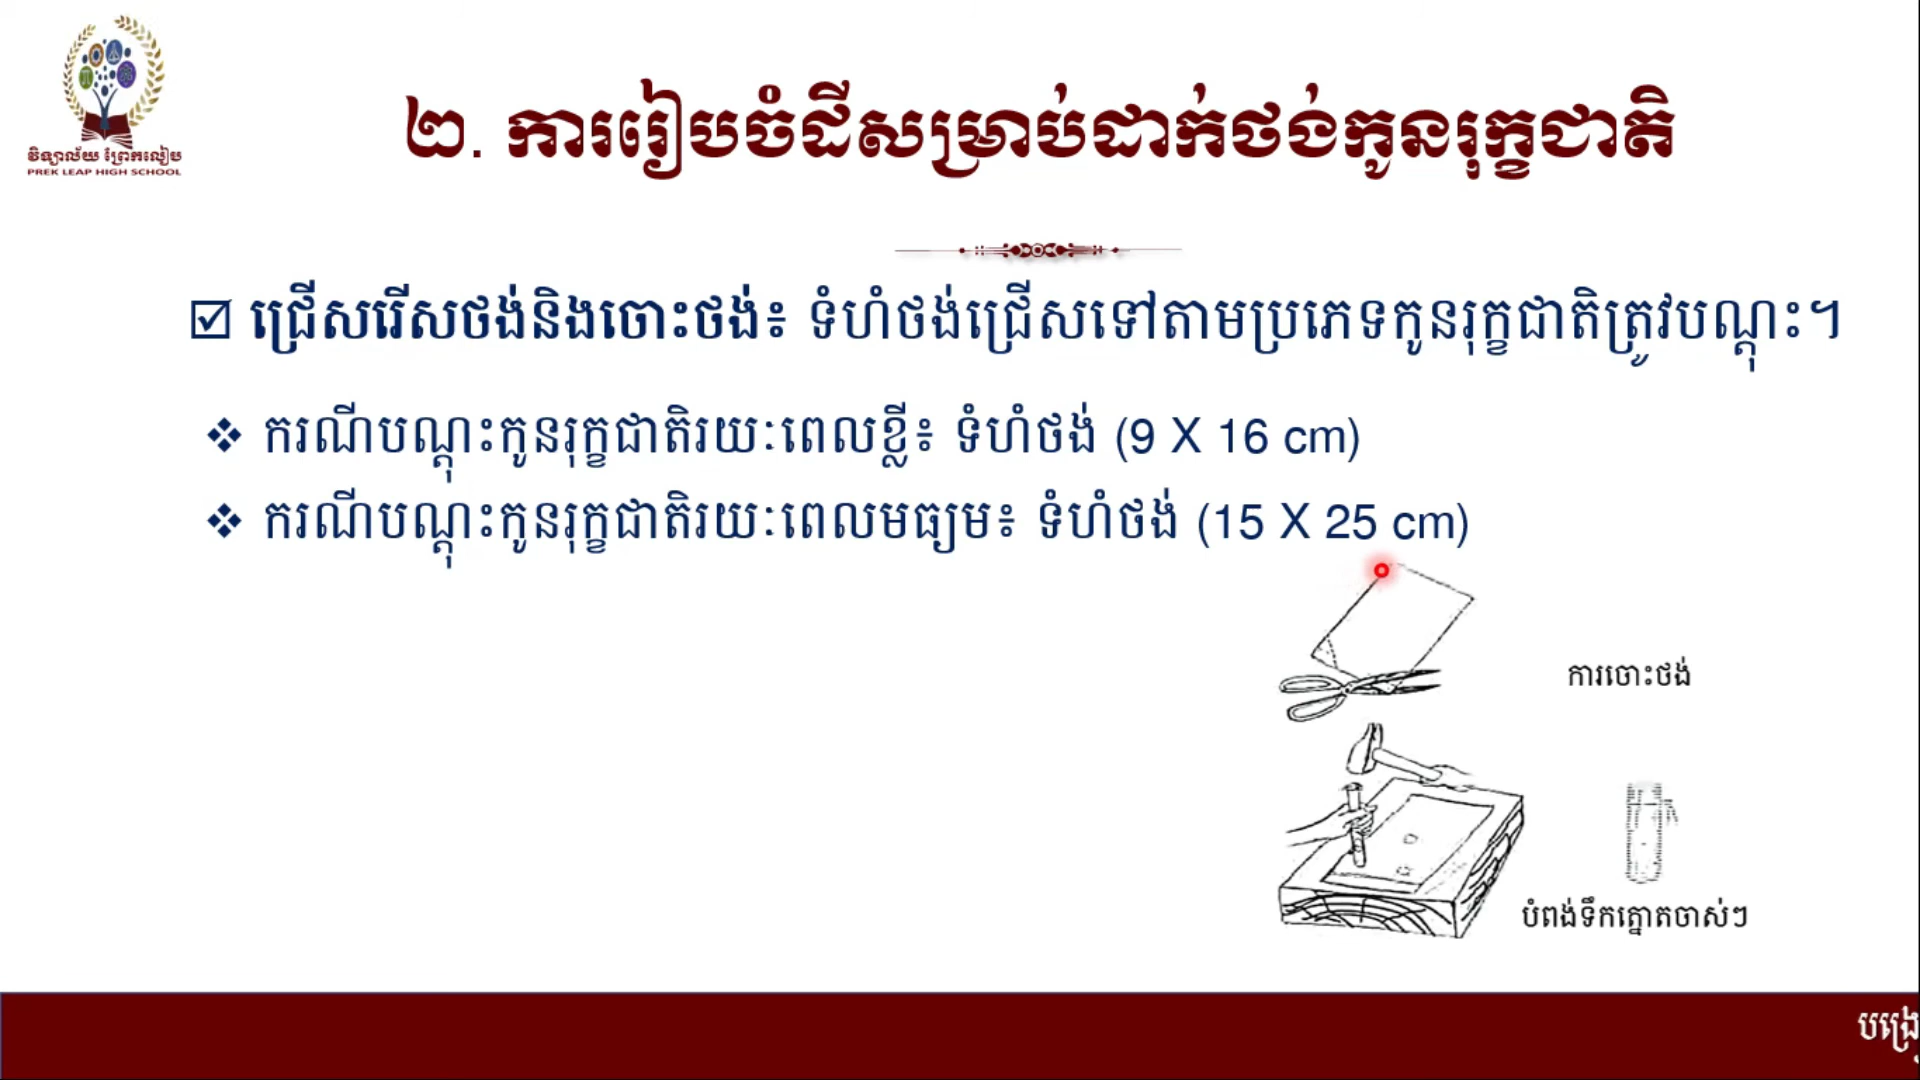 វិទ្យាល័យ ព្រែកលៀប
PREK LEAP HIGH SCHOOL
២. ការរៀបចំដីសម្រាប់ដាក់ថង់កូនរុក្ខជាតិ
ជ្រើសរើសថង់និងចោះថង់៖ ទំហំថង់ជ្រើសទៅតាមប្រភេទកូនរុក្ខជាតិត្រូវបណ្តុះ។
ករណីបណ្តុះកូនរុក្ខជាតិរយៈពេលខ្លី៖ ទំហំថង់ (9 X 16 cm)
ករណីបណ្តុះកូនរុក្ខជាតិរយៈពេលមធ្យម៖ ទំហំថង់ (15 X 25 cm)
ការចោះថង់
បំពង់ទឹកត្នោតចាស់ៗ